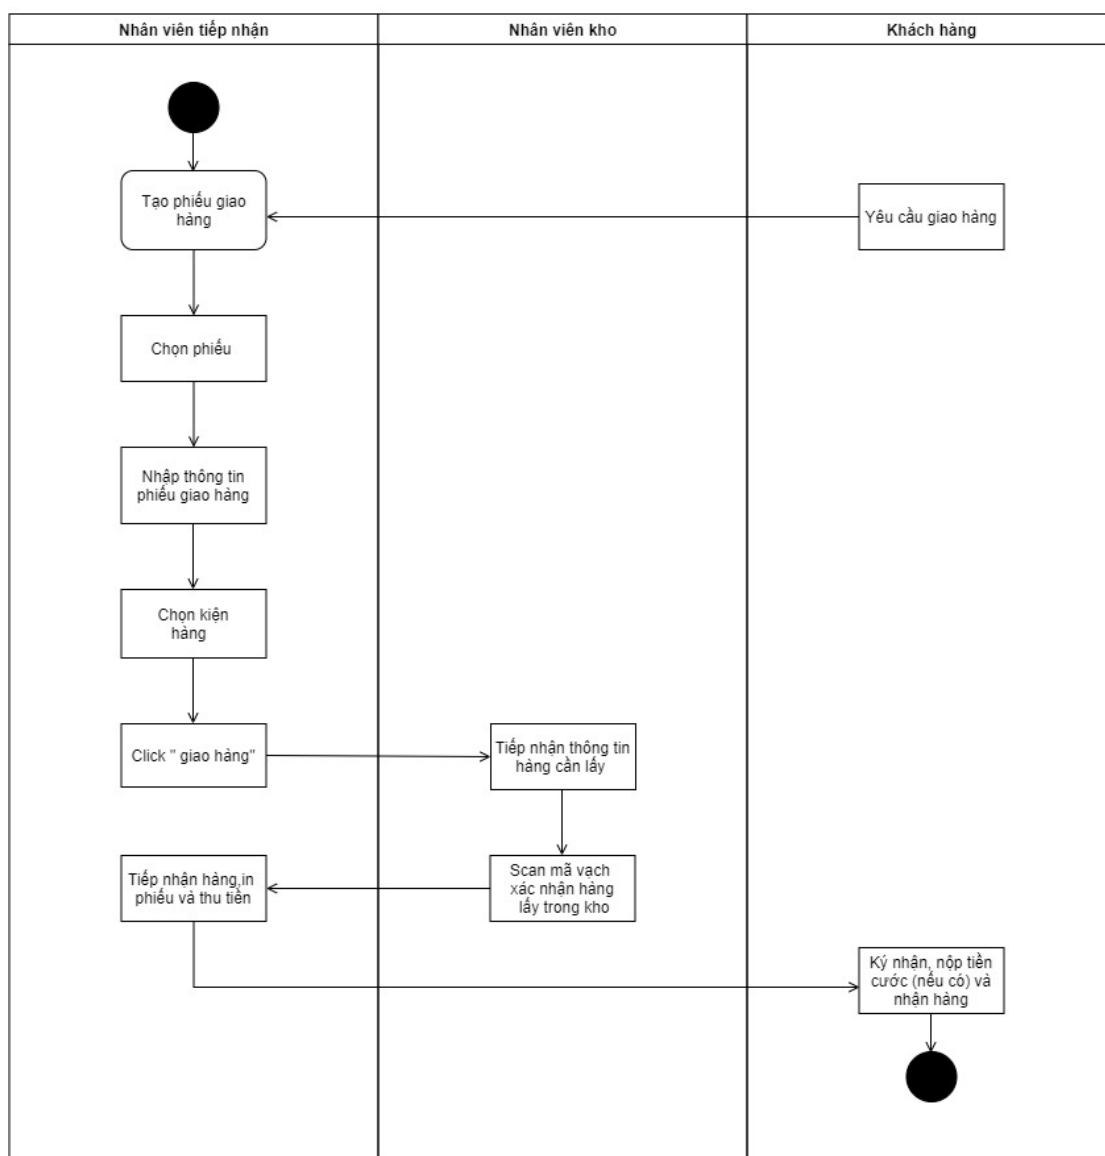 Nhân viên tiếp nhận
Nhân viên kho
Khách hàng
Tạo phiếu giao
hàng
Yêu cầu giao hàng
Chọn phiếu
Nhập thông tin
phiếu giao hàng
Chọn kiện
hàng
Click " giao hàng"
Tiếp nhận thông tin
hàng cần lấy
Tiếp nhận hàng,in
phiếu và thu tiền
Scan mã vạch
xác nhận hàng
lấy trong kho
Ký nhận, nộp tiền
cước (nếu có) và
nhận hàng